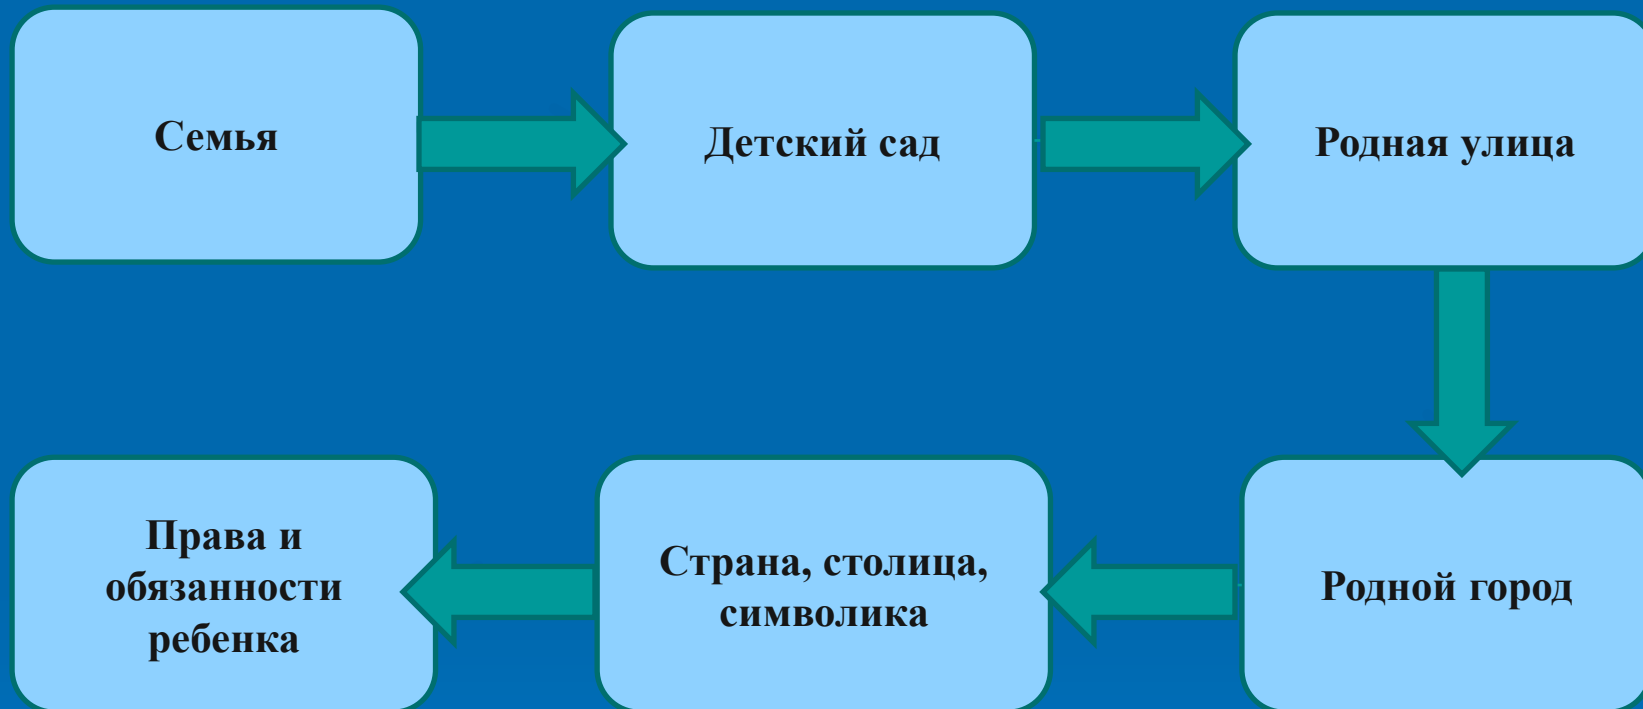 Семья
Детский сад
Родная улица
Родной город
Страна, столица,
символика
Права и
обязанности
ребенка